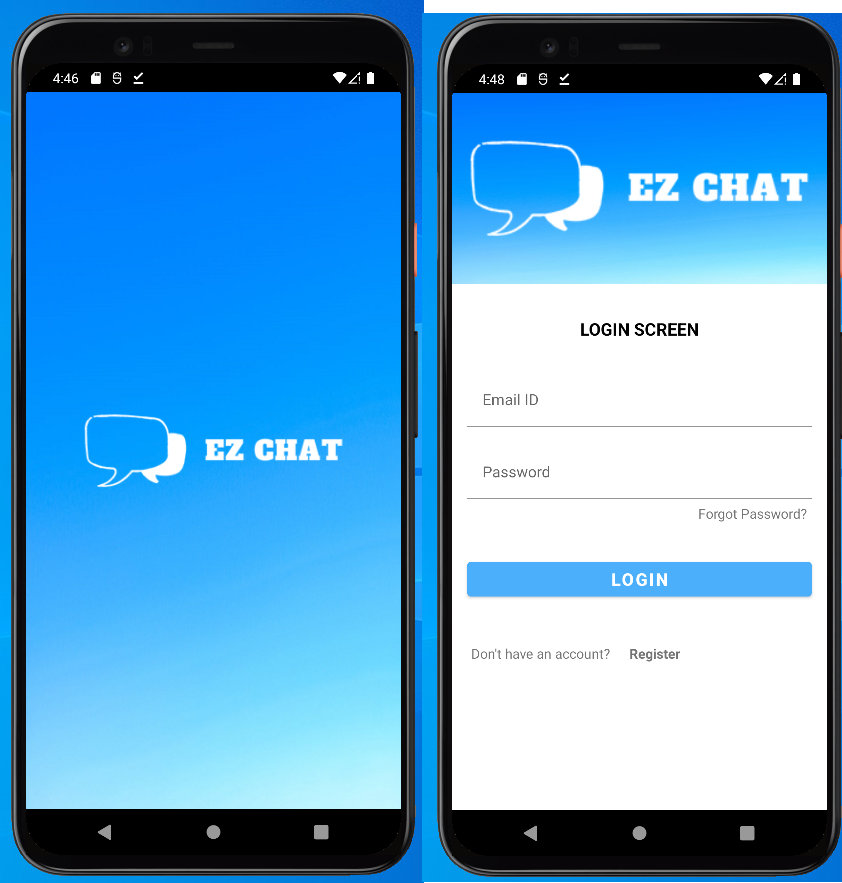 4:46
EZ CHAT
4:48
EZ CHAT
LOGIN SCREEN
Email ID
Password
Forgot Password?
LOGIN
Don't have an account? Register